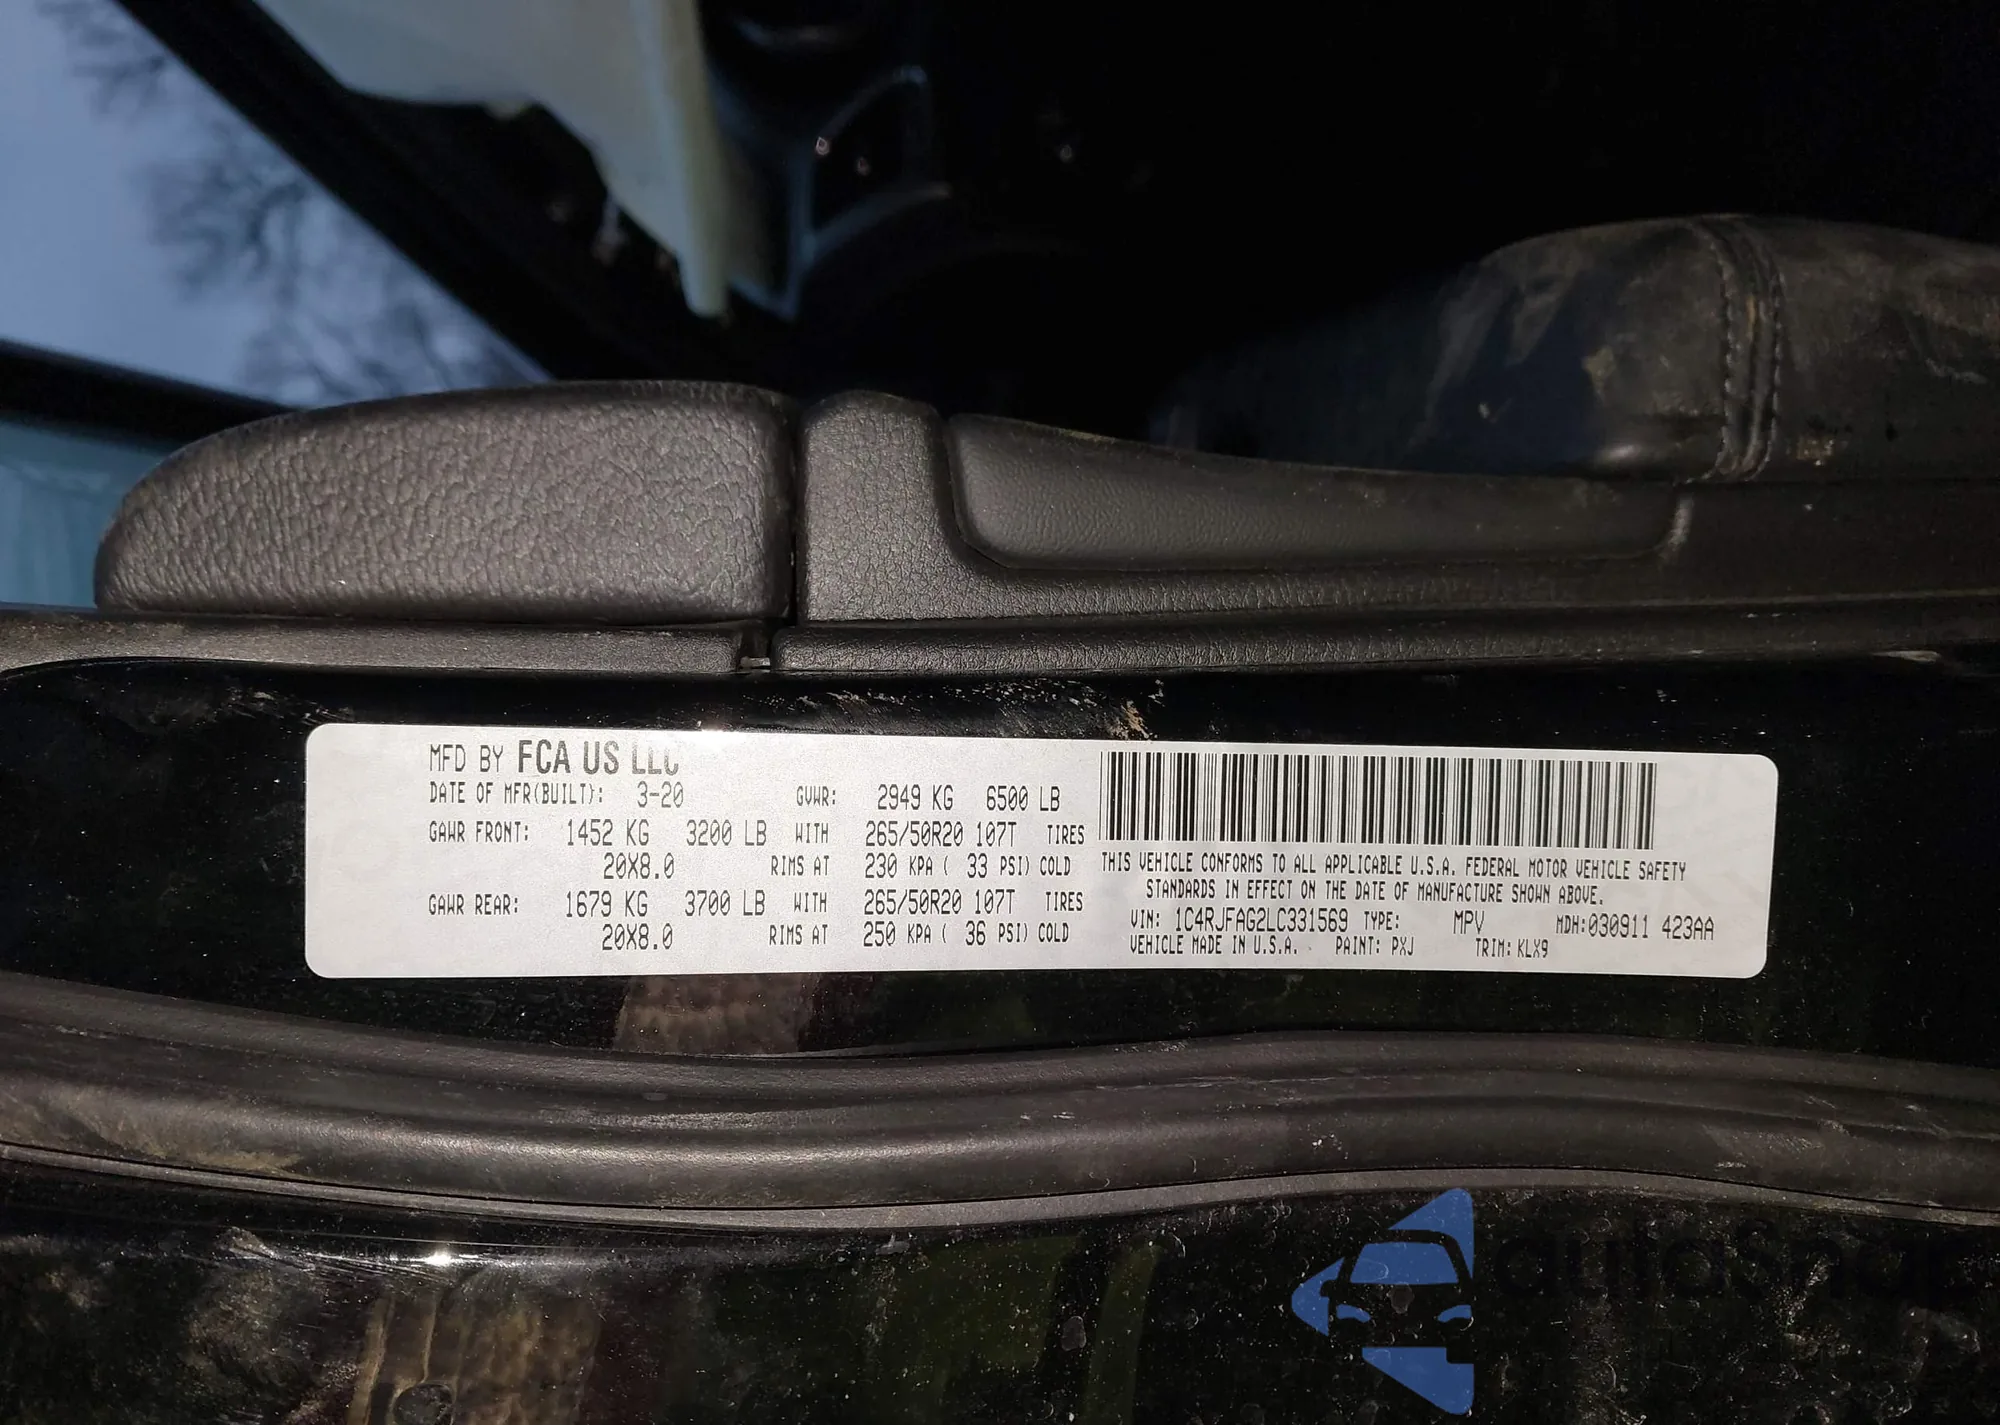 MFD BY FCA US LLC
DATE OF MFR(BUILT): 3-20 GVWR: 2949 KG 6500 LB
GAWR FRONT: 1452 KG 3200 LB WITH 265/50R20 107T TIRES
20X8.0 RIMS AT 230 KPA ( 33 PSI) COLD
GAWR REAR: 1679 KG 3700 LB WITH 265/50R20 107T TIRES
20X8.0 RIMS AT 250 KPA ( 36 PSI) COLD
THIS VEHICLE CONFORMS TO ALL APPLICABLE U.S.A. FEDERAL MOTOR VEHICLE SAFETY
STANDARDS IN EFFECT ON THE DATE OF MANUFACTURE SHOWN ABOVE.
VIN: 1C4RJFAG2LC331569 TYPE: MPV MDH:030911 423AA
VEHICLE MADE IN U.S.A. PAINT: PXJ TRIM: KLX9